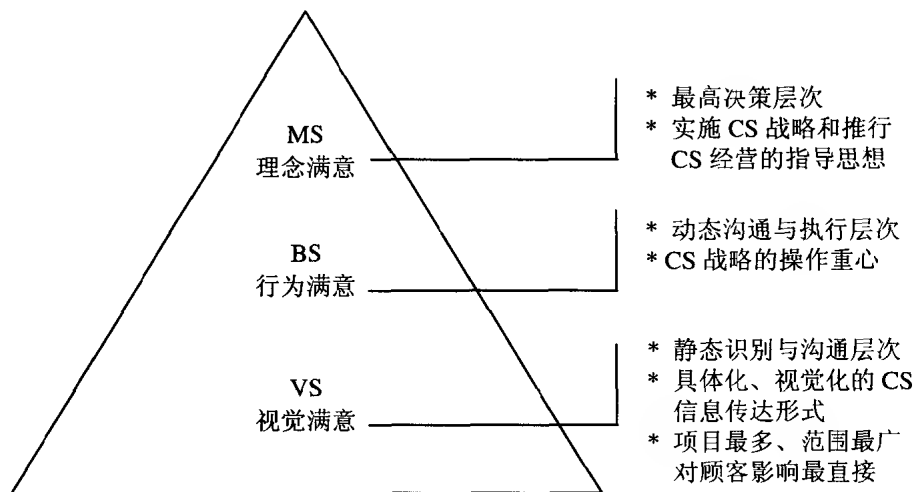 MS
理念满意
* 最高决策层次
* 实施 CS 战略和推行
CS 经营的指导思想
BS
行为满意
* 动态沟通与执行层次
* CS 战略的操作重心
VS
视觉满意
* 静态识别与沟通层次
* 具体化、视觉化的 CS
信息传达形式
* 项目最多、范围最广
对顾客影响最直接